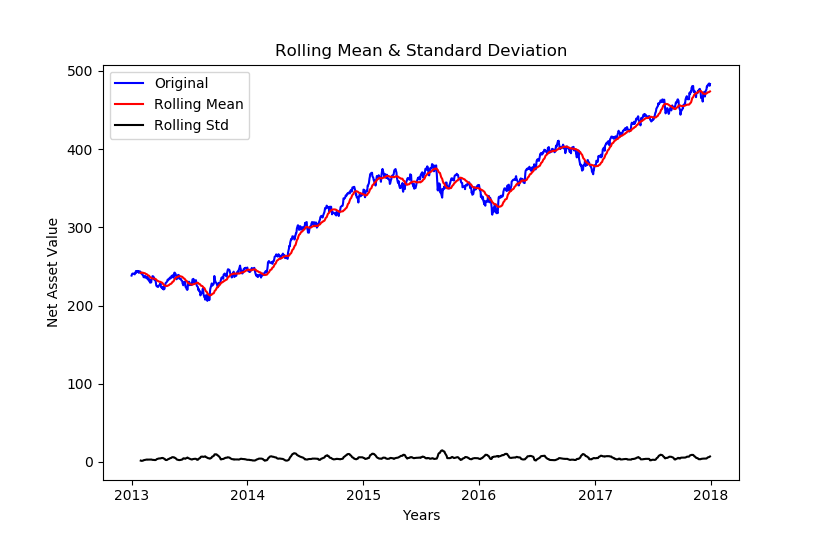 Rolling Mean & Standard Deviation
Original
Rolling Mean
Rolling Std
500
400
300
200
100
0
Net Asset Value
2013 2014 2015 2016 2017 2018
Years